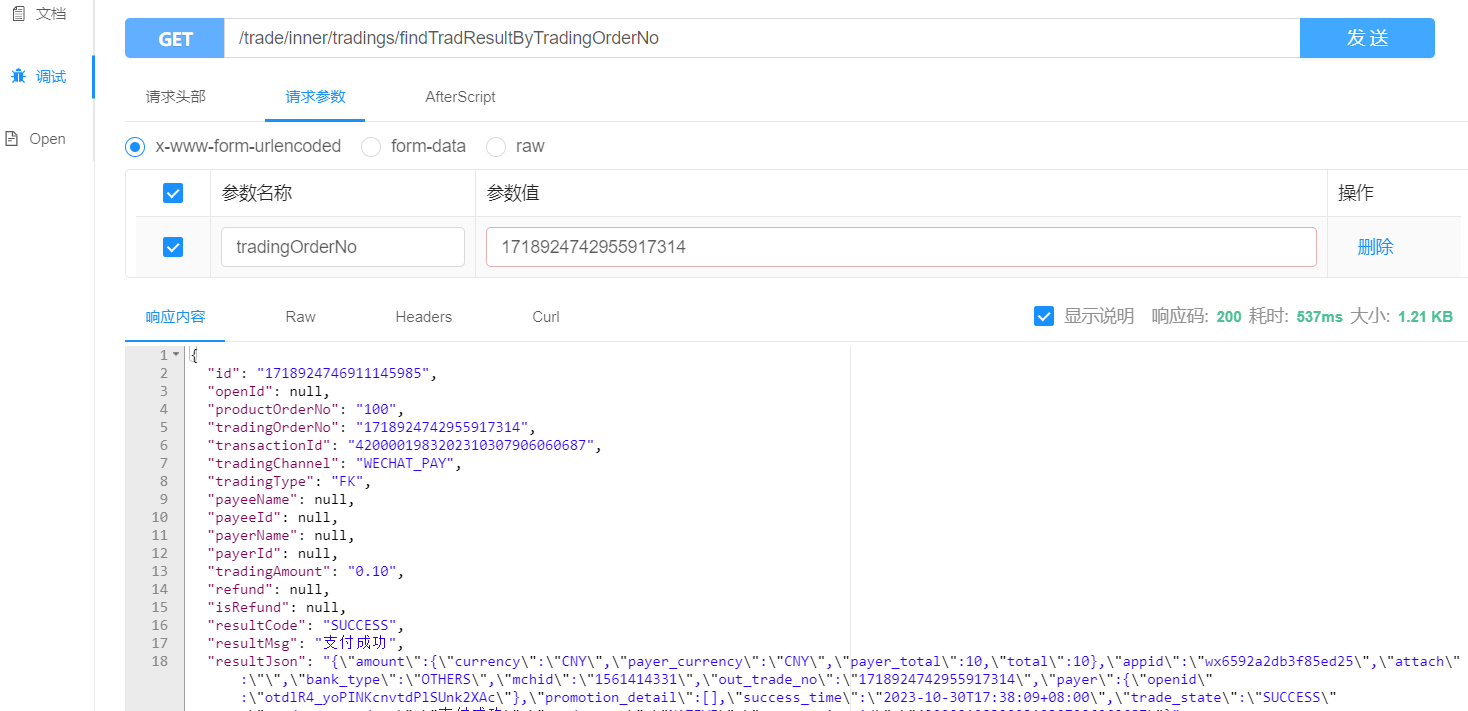 文档
GET /trade/inner/tradings/findTradResultByTradingOrderNo 发 送
调试
请求头部 请求参数 AfterScript
Open
x-www-form-urlencoded form-data raw
参数名称 参数值 操作
tradingOrderNo 1718924742955917314 删除
响应内容 Raw Headers Curl 显示说明 响应码: 200 耗时: 537ms 大小: 1.21 KB
1 {
2 "id": "1718924746911145985",
3 "openId": null,
4 "productOrderNo": "100",
5 "tradingOrderNo": "1718924742955917314",
6 "transactionId": "4200001983202310307906060687",
7 "tradingChannel": "WECHAT_PAY",
8 "tradingType": "FK",
9 "payeeName": null,
10 "payeeId": null,
11 "payerName": null,
12 "payerId": null,
13 "tradingAmount": "0.10",
14 "refund": null,
15 "isRefund": null,
16 "resultCode": "SUCCESS",
17 "resultMsg": "支付成功",
18 "resultJson": "{\"amount\":{\"currency\":\"CNY\",\"payer_currency\":\"CNY\",\"payer_total\":10,\"total\":10},\"appid\":\"wx6592a2db3f85ed25\",\"attach\"
:\"\",\"bank_type\":\"OTHERS\",\"mchid\":\"1561414331\",\"out_trade_no\":\"1718924742955917314\",\"payer\":{\"openid\"
:\"otdlR4_yoPINKcnvtdPlSUnk2XAc\"},\"promotion_detail\":[],\"success_time\":\"2023-10-30T17:38:09+08:00\",\"trade_state\":\"SUCCESS\"